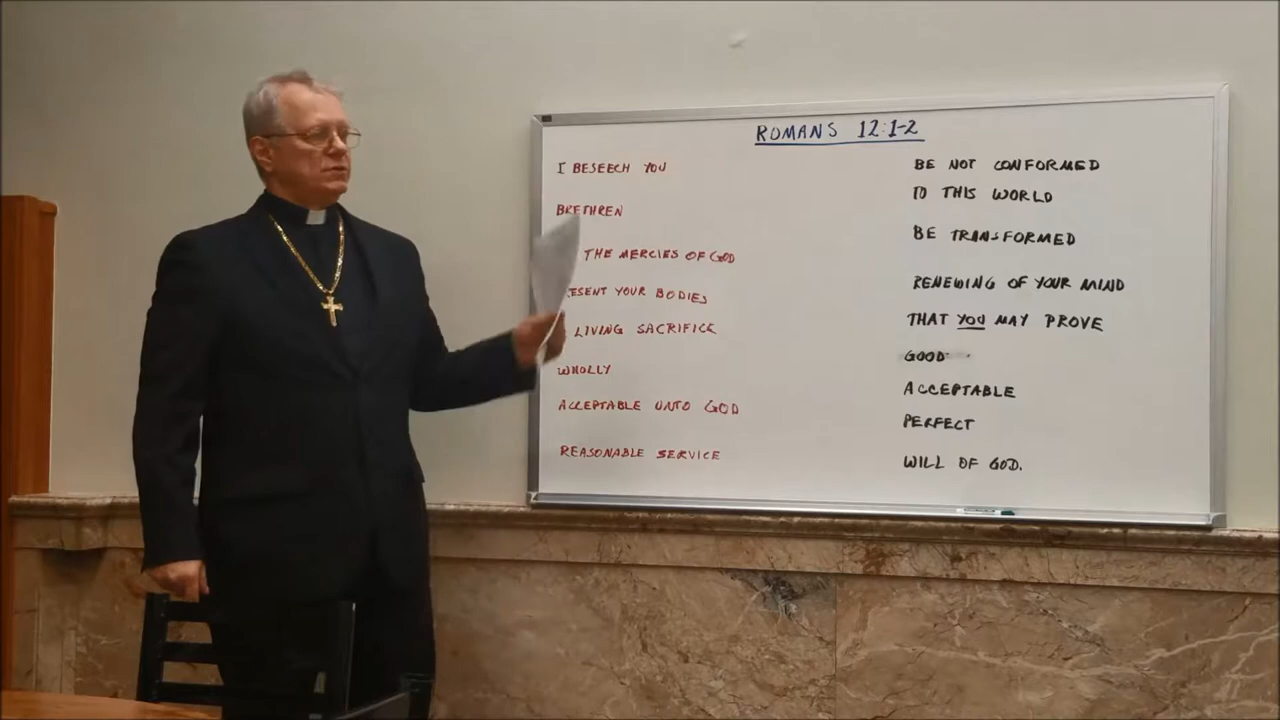 ROMANS 12:1-2
I BESEECH YOU
BRETHREN
THE MERCIES OF GOD
YOUR BODIES
LIVING SACRIFICE
WHOLLY
ACCEPTABLE UNTO GOD
REASONABLE SERVICE
BE NOT CONFORMED
TO THIS WORLD
BE TRANSFORMED
RENEWING OF YOUR MIND
THAT YOU MAY PROVE
GOOD
ACCEPTABLE
PERFECT
WILL OF GOD.